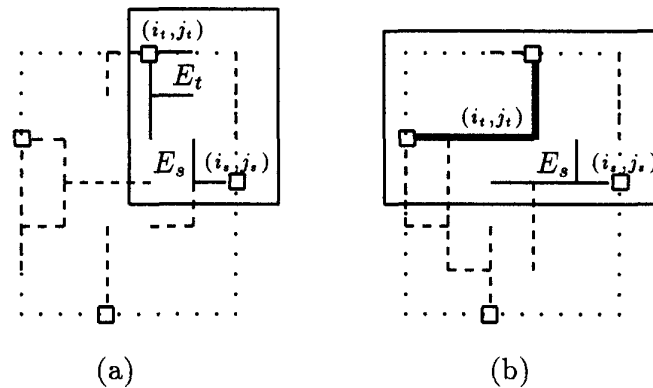 (i_t, j_t)
E_t
E_s
(i_s, j_s)
(i_t, j_t)
E_s
(i_s, j_s)
(a)
(b)